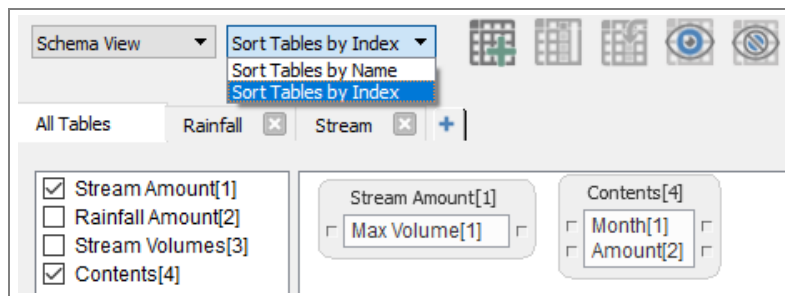 Schema View
Sort Tables by Index
Sort Tables by Name
Sort Tables by Index
All Tables
Rainfall
Stream
Stream Amount[1]
Rainfall Amount[2]
Stream Volumes[3]
Contents[4]
Stream Amount[1]
Max Volume[1]
Contents[4]
Month[1]
Amount[2]